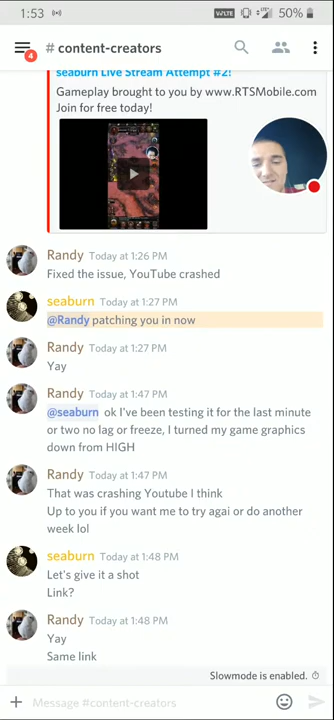 1:53
VoLTE
50%
4
# content-creators
seaburn Live Stream Attempt #2!
Gameplay brought to you by www.RTSMobile.com
Join for free today!
Randy Today at 1:26 PM
Fixed the issue, YouTube crashed
seaburn Today at 1:27 PM
@Randy patching you in now
Randy Today at 1:27 PM
Yay
Randy Today at 1:47 PM
@seaburn ok I've been testing it for the last minute
or two no lag or freeze, I turned my game graphics
down from HIGH
Randy Today at 1:47 PM
That was crashing Youtube I think
Up to you if you want me to try agai or do another
week lol
seaburn Today at 1:48 PM
Let's give it a shot
Link?
Randy Today at 1:48 PM
Yay
Same link
Slowmode is enabled.
Message #content-creators